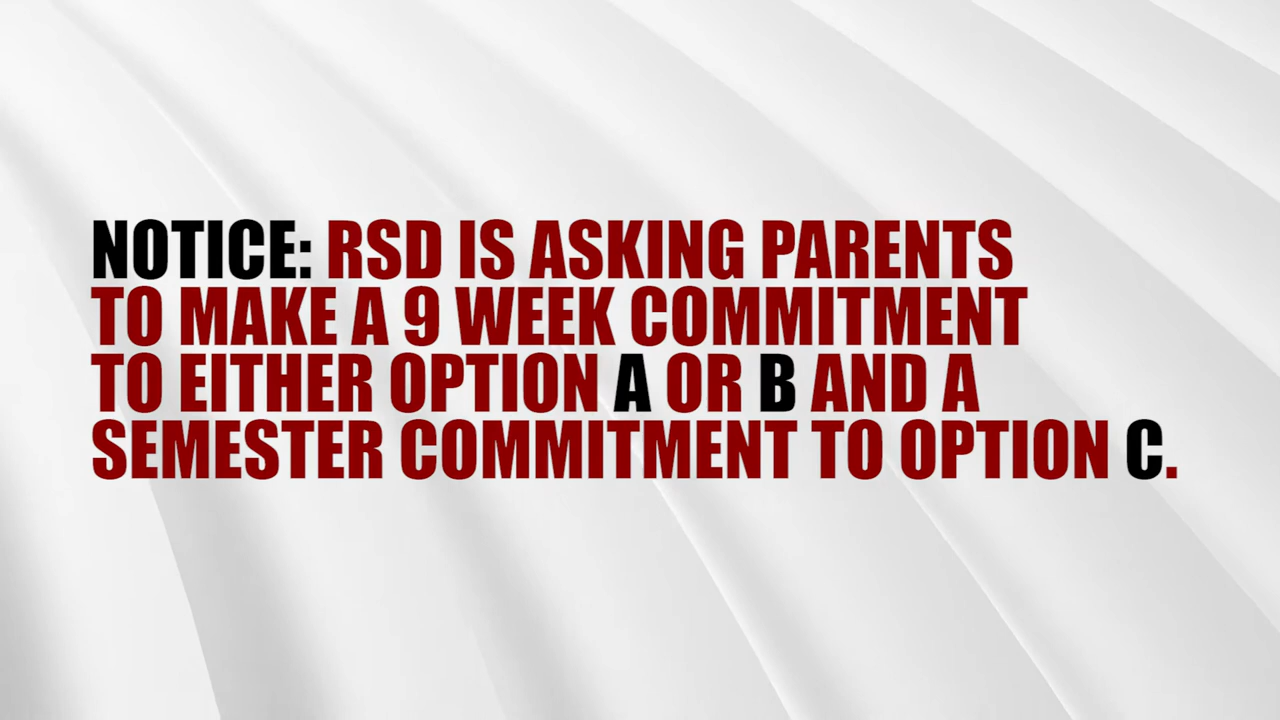 NOTICE: RSD IS ASKING PARENTS
TO MAKE A 9 WEEK COMMITMENT
TO EITHER OPTION A OR B AND A
SEMESTER COMMITMENT TO OPTION C.